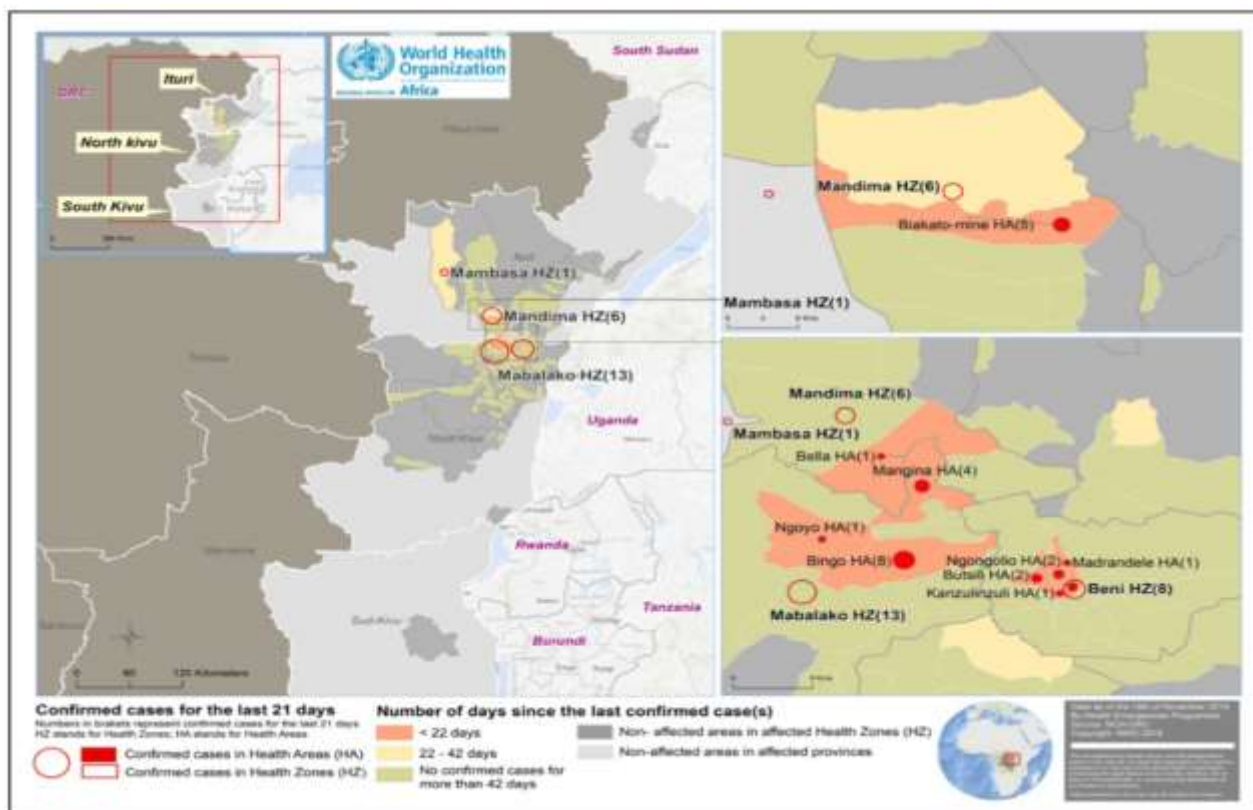 World Health
Organization
Africa
South Sudan
DRC
Ituri
North kivu
South Kivu
Mambasa HZ(1)
Mandima HZ(6)
Mabalako HZ(13)
Uganda
Rwanda
Tanzania
Burundi
Sud-Kivu
0 60 120 Kilometers
Mandima HZ(6)
Biakato-mine HA(5)
Mambasa HZ(1)
Mandima HZ(6)
Mambasa HZ(1)
Bella HA(1)
Mangina HA(4)
Ngoyo HA(1)
Bingo HA(8)
Ngongolio HA(2)
Madrandele HA(1)
Butsili HA(2)
Kanzulinzuli HA(1)
Beni HZ(8)
Mabalako HZ(13)
Confirmed cases for the last 21 days
Numbers in brakets represent confirmed cases for the last 21 days
HZ stands for Health Zones; HA stands for Health Areas
Confirmed cases in Health Areas (HA)
Confirmed cases in Health Zones (HZ)
Number of days since the last confirmed case(s)
< 22 days
22 - 42 days
No confirmed cases for
more than 42 days
Non- affected areas in affected Health Zones (HZ)
Non-affected areas in affected provinces